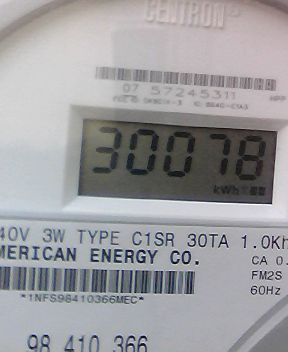 CENTRON®
07 57245311
30078
kWh
40V 3W TYPE C1SR 30TA 1.0Kh
MERICAN ENERGY CO.
CA 0.
FM2S
60Hz
*1NFS98410366MEC*
98 410 366